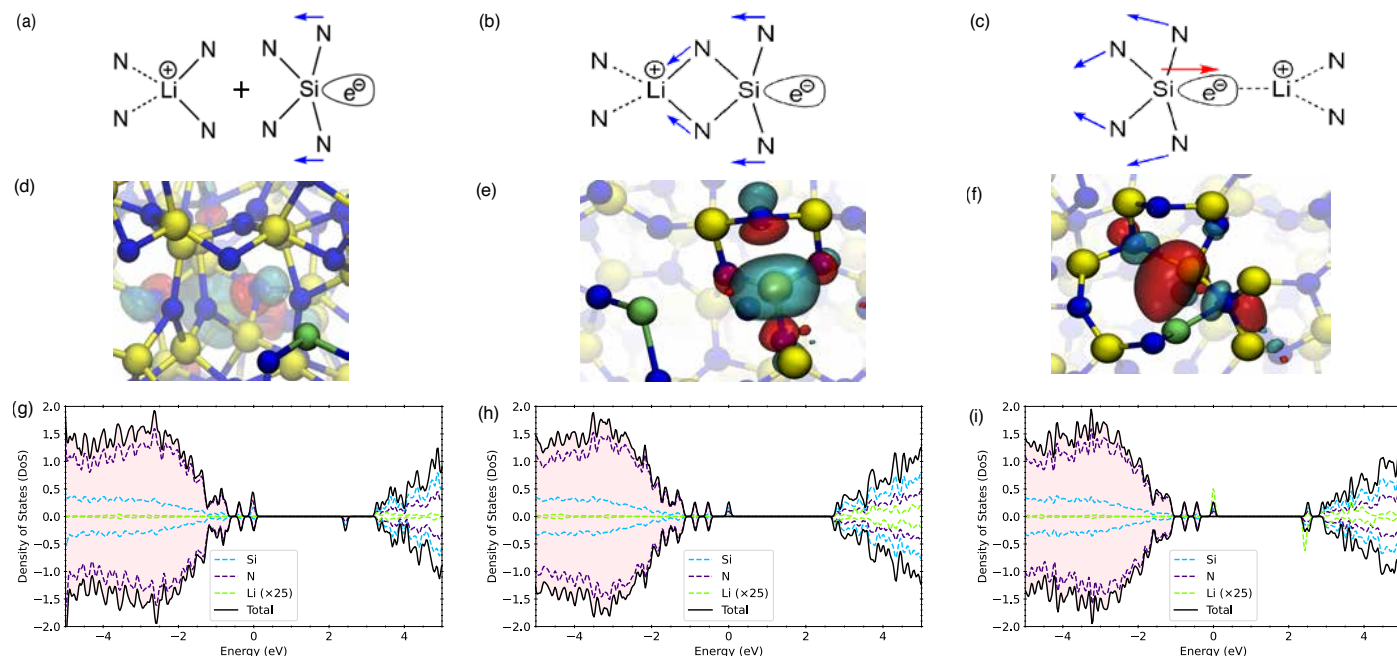 (a)
N
N
Li
⊕
N
N
+
N
N
Si
e⊖
N
N
(b)
N
N
Li
⊕
N
N
Si
N
N
e⊖
(c)
N
N
Si
N
N
e⊖
⊕
Li
N
N
(d)
(e)
(f)
(g)
2.0
1.5
1.0
0.5
0.0
−0.5
−1.0
−1.5
−2.0
Density of States (DoS)
Si
N
Li (×25)
Total
−4 −2 0 2 4
Energy (eV)
(h)
2.0
1.5
1.0
0.5
0.0
−0.5
−1.0
−1.5
−2.0
Density of States (DoS)
Si
N
Li (×25)
Total
−4 −2 0 2 4
Energy (eV)
(i)
2.0
1.5
1.0
0.5
0.0
−0.5
−1.0
−1.5
−2.0
Density of States (DoS)
Si
N
Li (×25)
Total
−4 −2 0 2 4
Energy (eV)